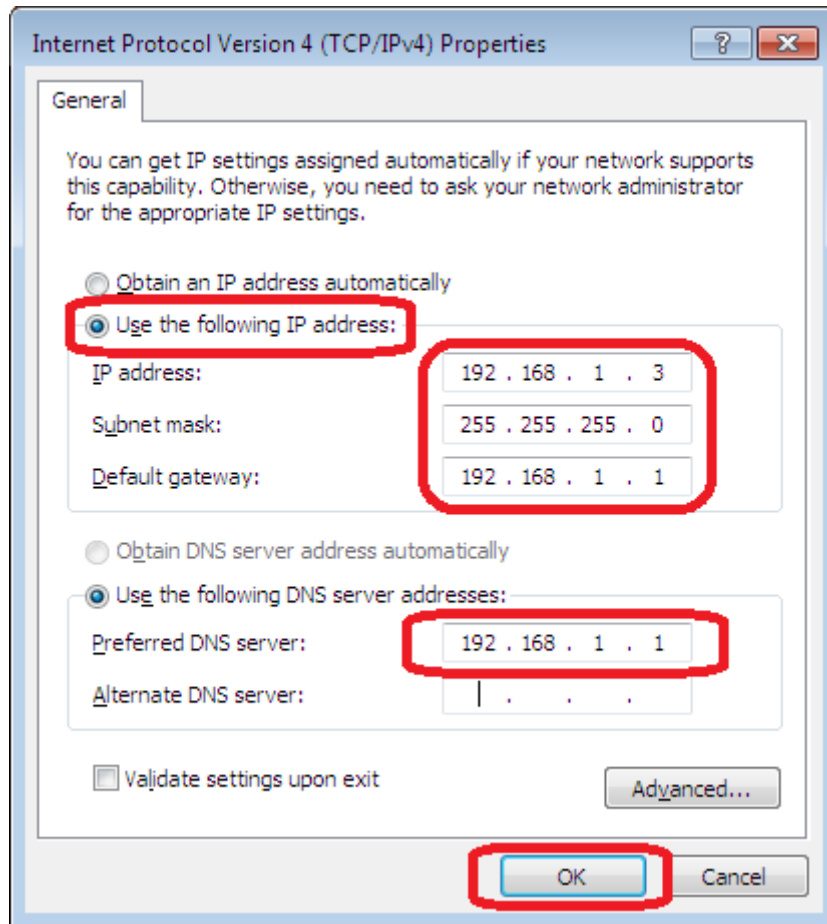 Internet Protocol Version 4 (TCP/IPv4) Properties
General
You can get IP settings assigned automatically if your network supports
this capability. Otherwise, you need to ask your network administrator
for the appropriate IP settings.
Obtain an IP address automatically
Use the following IP address:
IP address: 192 . 168 . 1 . 3
Subnet mask: 255 . 255 . 255 . 0
Default gateway: 192 . 168 . 1 . 1
Obtain DNS server address automatically
Use the following DNS server addresses:
Preferred DNS server: 192 . 168 . 1 . 1
Alternate DNS server: . . .
Validate settings upon exit
Advanced...
OK Cancel